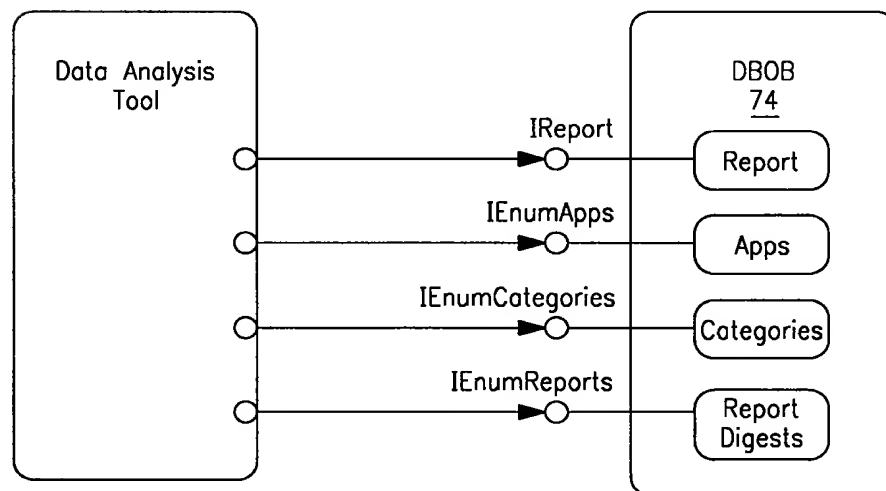 Data Analysis
Tool
DBOB
74
IReport
Report
IEnumApps
Apps
IEnumCategories
Categories
IEnumReports
Report
Digests